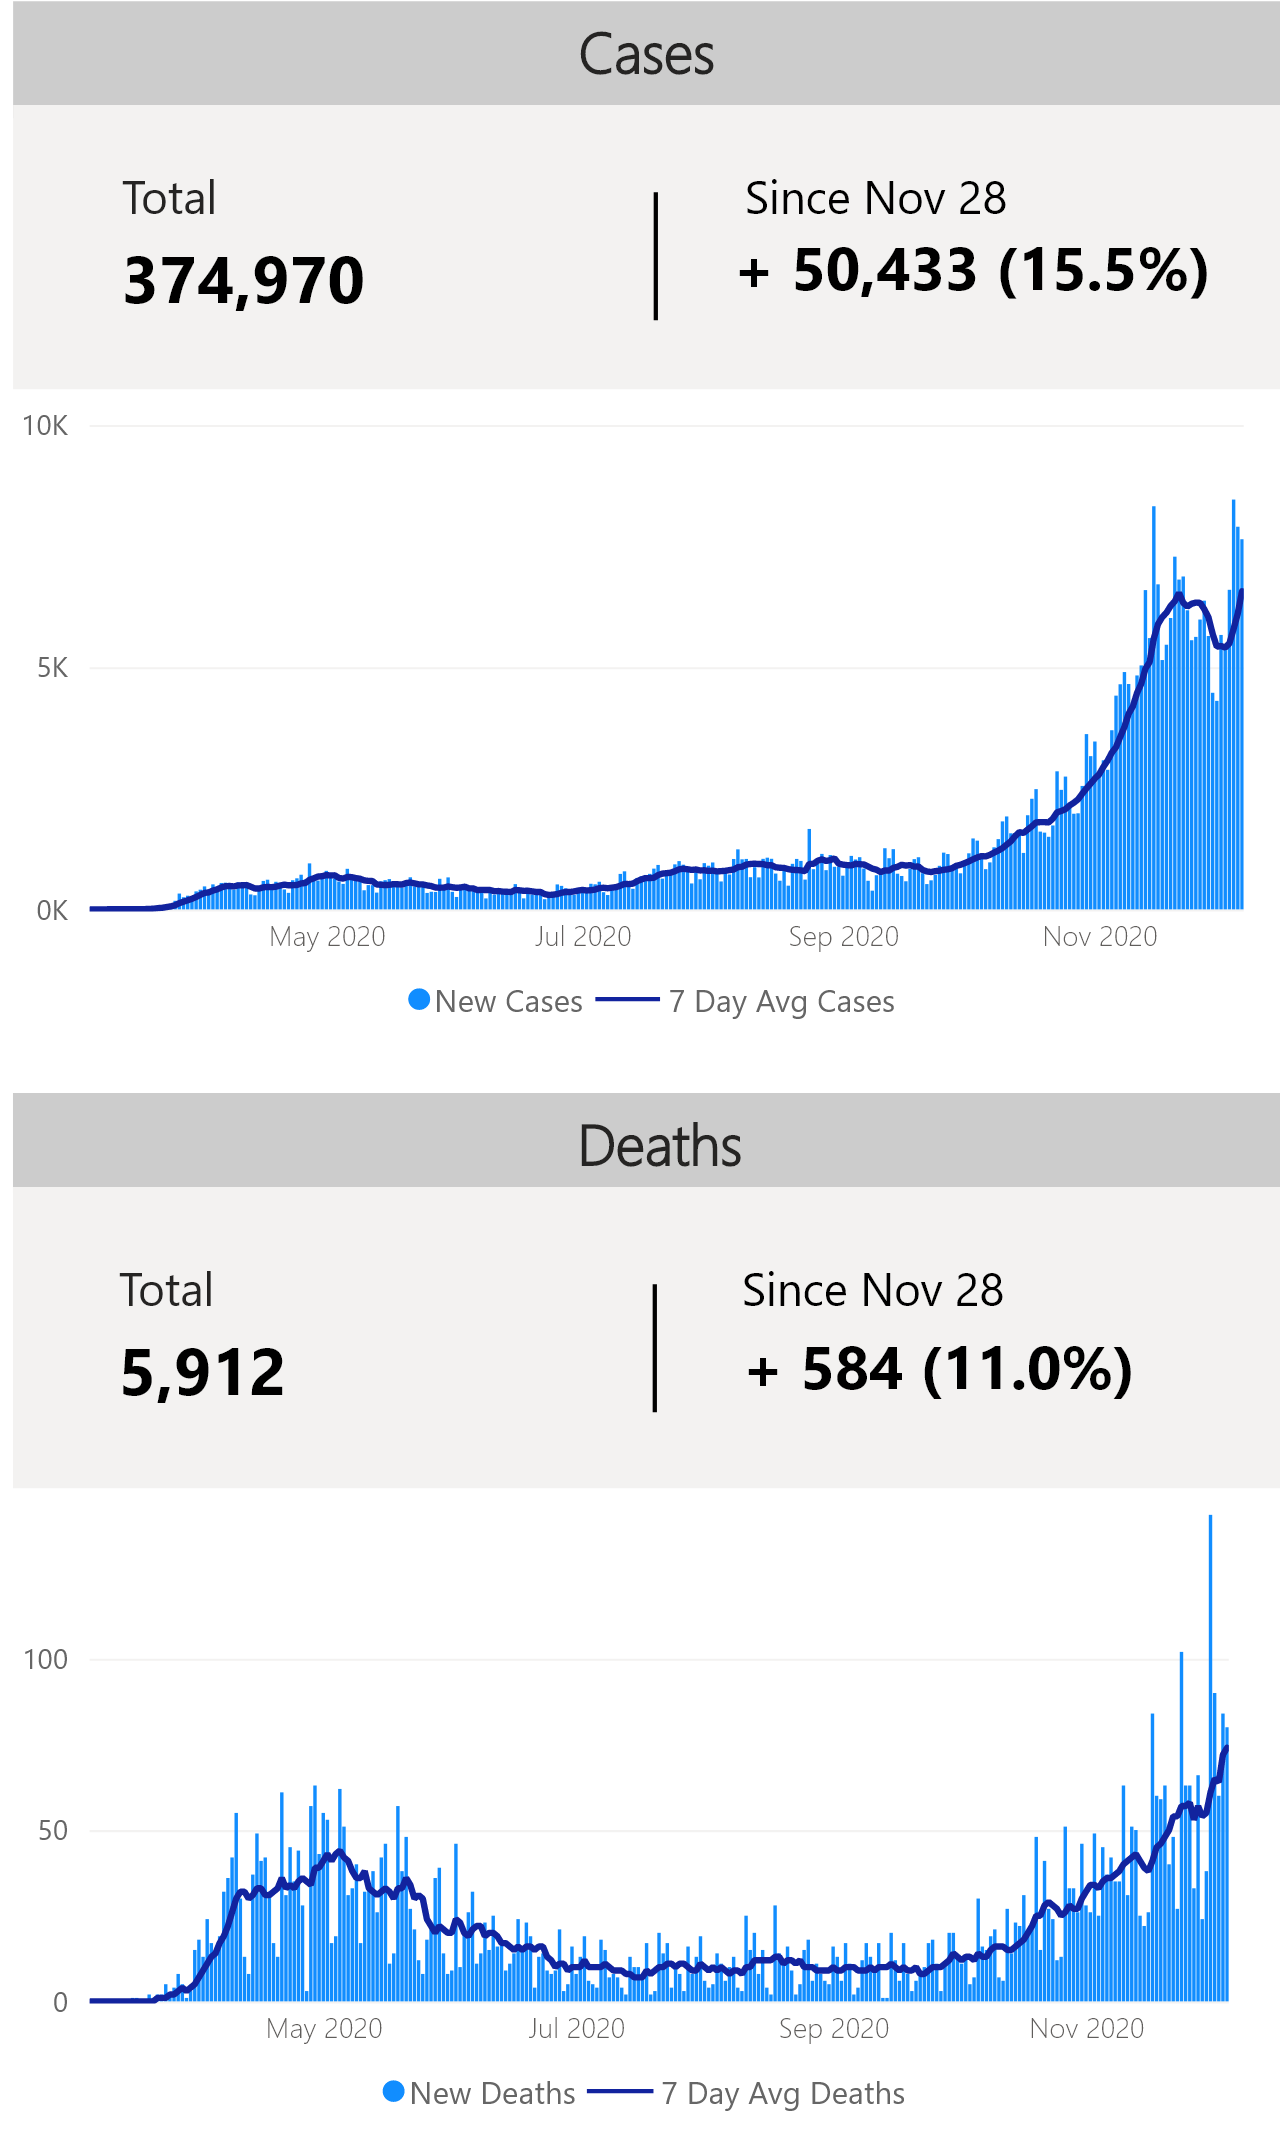 Cases
Total
374,970
Since Nov 28
+ 50,433 (15.5%)
10K
5K
0K
May 2020 Jul 2020 Sep 2020 Nov 2020
New Cases 7 Day Avg Cases
Deaths
Total
5,912
Since Nov 28
+ 584 (11.0%)
100
50
0
May 2020 Jul 2020 Sep 2020 Nov 2020
New Deaths 7 Day Avg Deaths